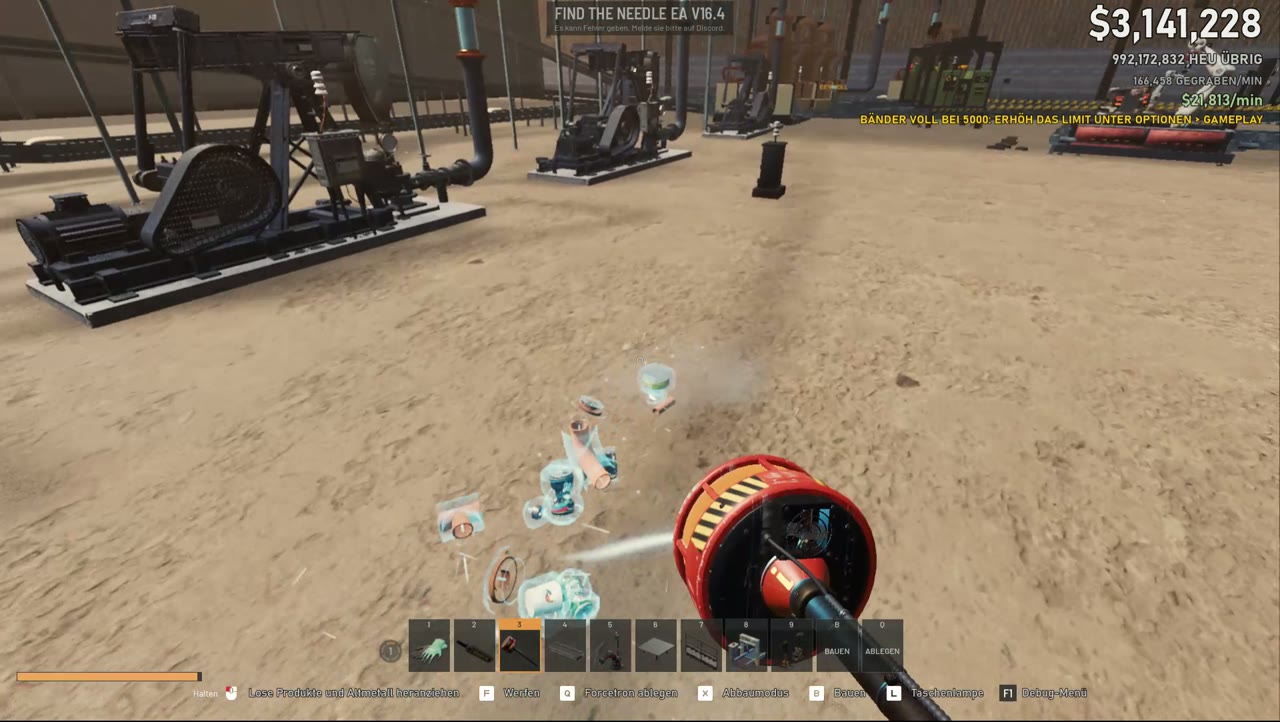 FIND THE NEEDLE EA V16.4
Es kann Fehler geben. Melde sie bitte auf Discord.
$3,141,228
992,172,832 HEU ÜBRIG
166,458 GEGRABEN/MIN
$21,813/min
BÄNDER VOLL BEI 5000: ERHÖH DAS LIMIT UNTER OPTIONEN > GAMEPLAY
1 2 3 4 5 6 7 8 9 B 0
1
BAUEN ABLEGEN
Halten Lose Produkte und Altmetall heranziehen F Werfen Q Forcetron ablegen X Abbaumodus B Bauen L Taschenlampe F1 Debug-Menü